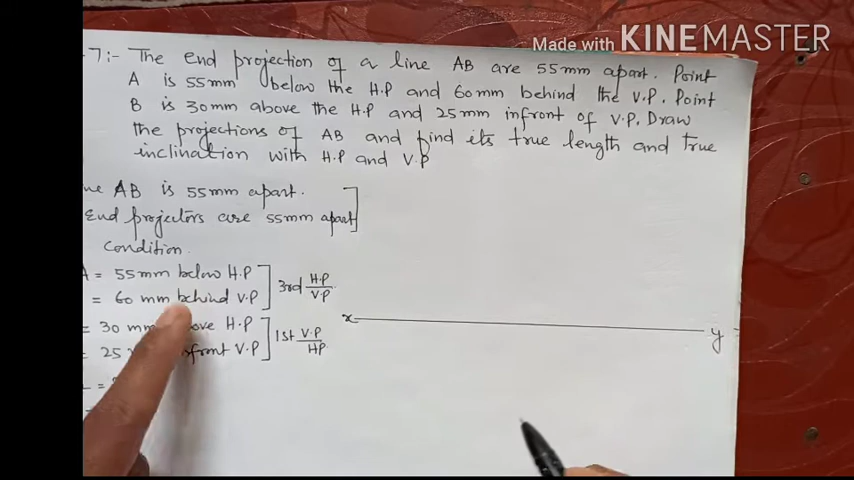 Made with KINEMASTER
7:- The end projection of a line AB are 55mm apart. Point
A is 55mm below the H.P and 60mm behind the V.P. Point
B is 30mm above the H.P and 25mm infront of V.P. Draw
the projections of AB and find its true length and true
inclination with H.P and V.P
AB is 55mm apart.
End projectors are 55mm apart
Condition
A = 55mm below H.P
= 60 mm behind V.P
3rd H.P
V.P
= 30 mm H.P
= 25 infront V.P
1st V.P
HP
x y